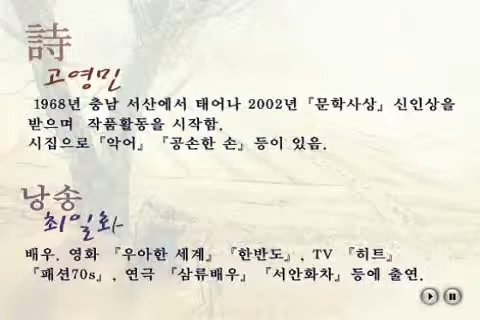 詩
고영민
1968년 충남 서산에서 태어나 2002년『문학사상』신인상을
받으며 작품활동을 시작함.
시집으로『악어』『공손한 손』등이 있음.
낭송
최일화
배우. 영화 『우아한 세계』『한반도』, TV 『히트』
『패션70s』, 연극 『삼류배우』『서안화차』등에 출연.